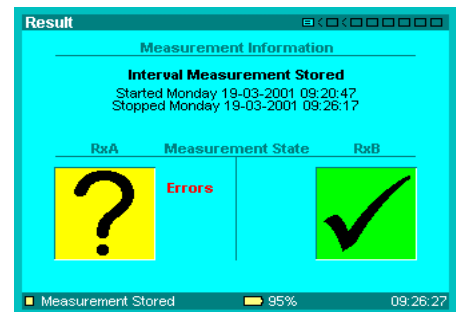 Result
Measurement Information
Interval Measurement Stored
Started Monday 19-03-2001 09:20:47
Stopped Monday 19-03-2001 09:26:17
RxA Measurement State RxB
? Errors
Measurement Stored 95% 09:26:27